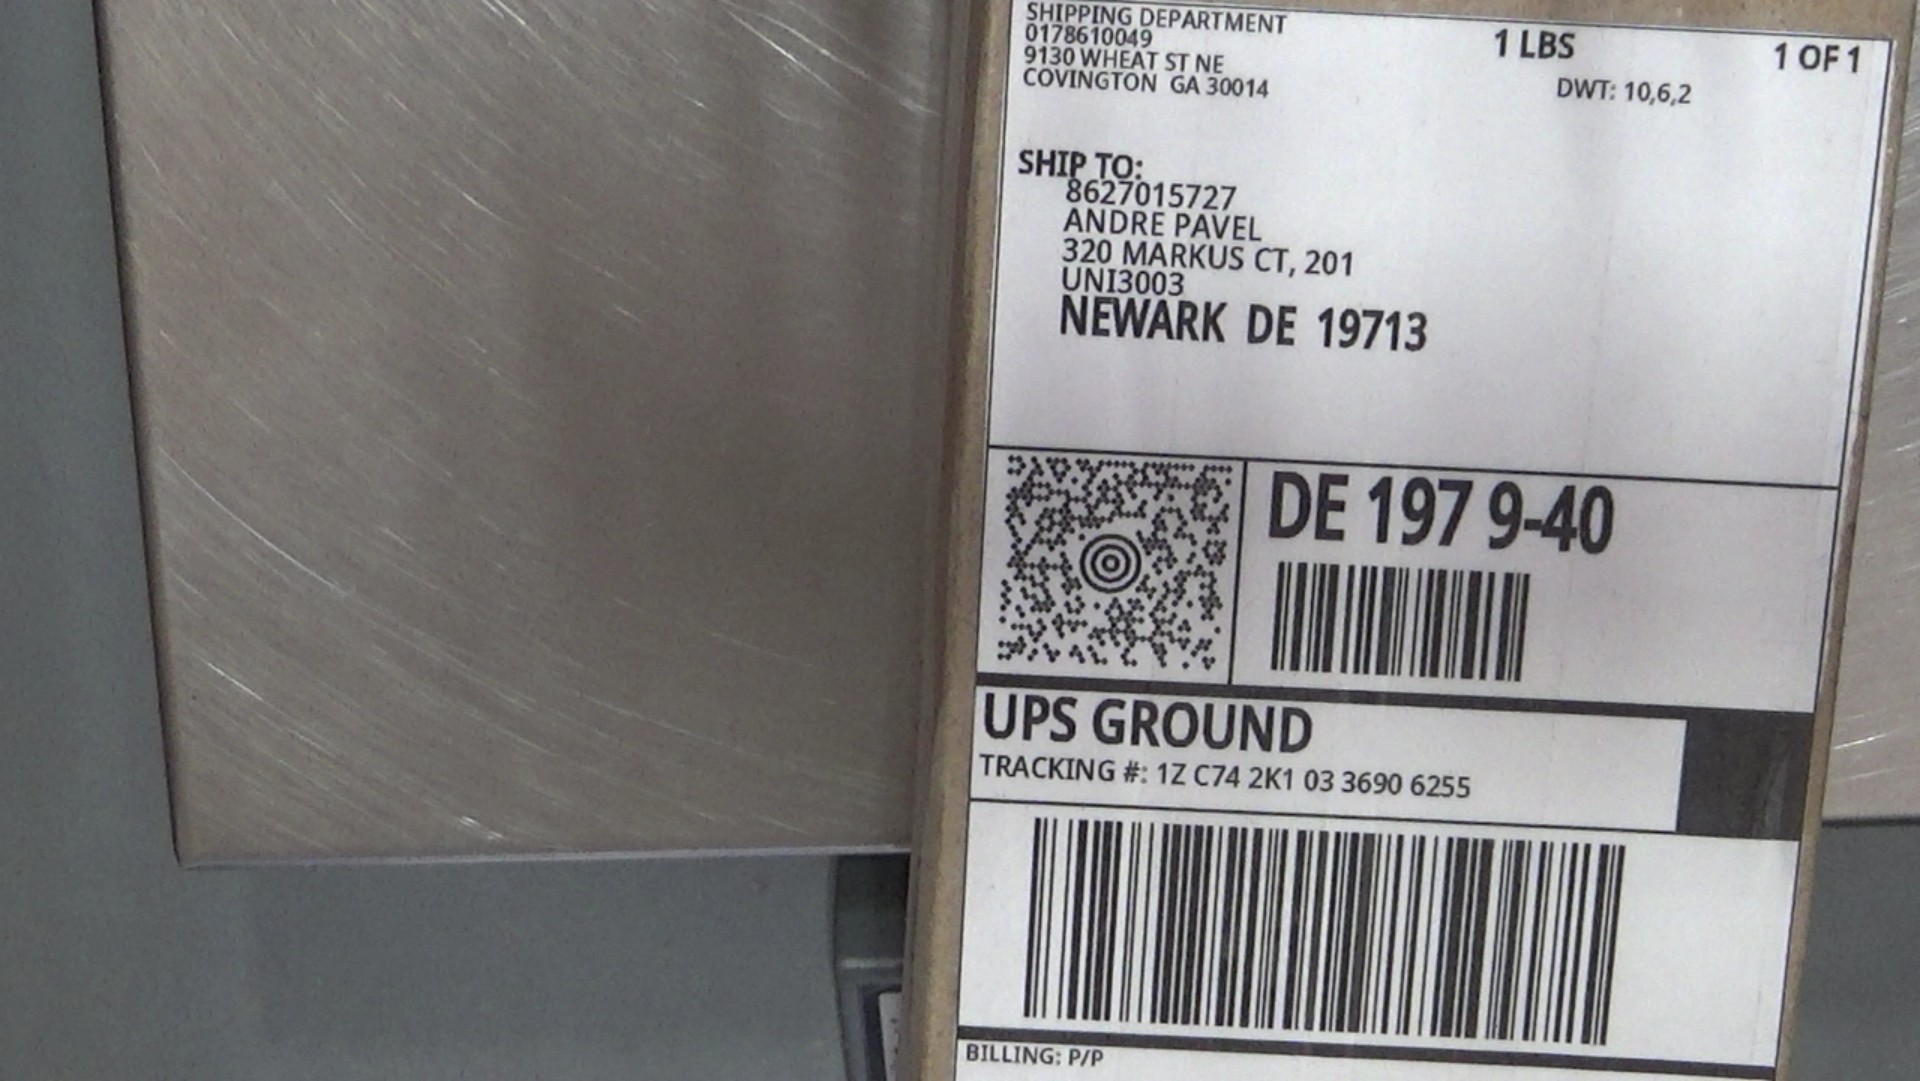 SHIPPING DEPARTMENT
0178610049
9130 WHEAT ST NE
COVINGTON GA 30014
1 LBS
1 OF 1
DWT: 10,6,2
SHIP TO:
8627015727
ANDRE PAVEL
320 MARKUS CT, 201
UNI3003
NEWARK DE 19713
DE 197 9-40
UPS GROUND
TRACKING #: 1Z C74 2K1 03 3690 6255
BILLING: P/P